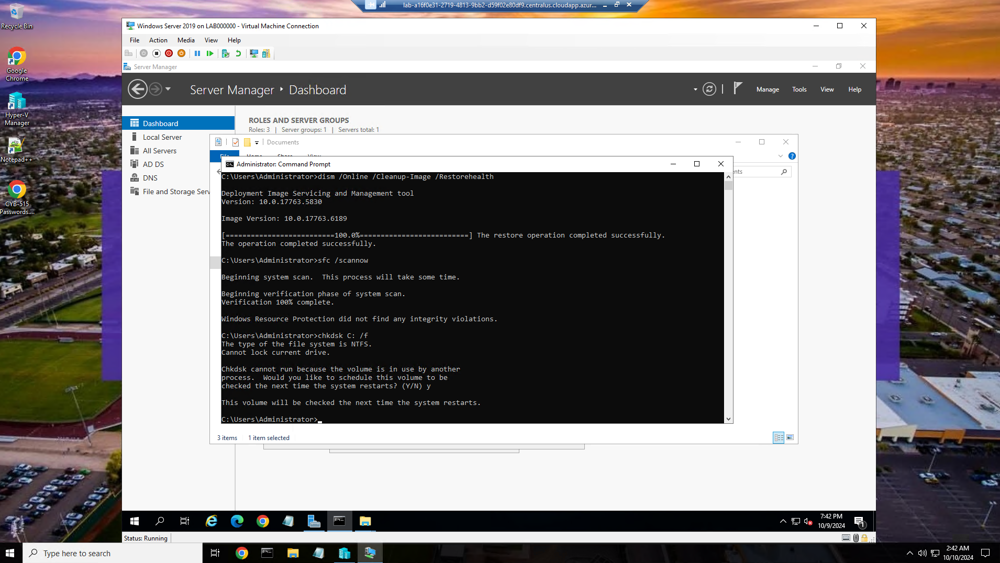 lab-a16f0e31-2719-4813-9bb2-d59f02e80df9.centralus.cloudapp.azur...
Recycle Bin
Google
Chrome
Hyper-V
Manager
Notepad++
CYB-515
Passwords....
Windows Server 2019 on LAB000000 - Virtual Machine Connection
File Action Media View Help
Server Manager
Server Manager Dashboard
Manage Tools View Help
Dashboard
Local Server
All Servers
AD DS
DNS
File and Storage Serv
ROLES AND SERVER GROUPS
Roles: 3 | Server groups: 1 | Servers total: 1
Documents
File Home Share View
ents
Administrator: Command Prompt
C:\Users\Administrator>dism /Online /Cleanup-Image /Restorehealth
Deployment Image Servicing and Management tool
Version: 10.0.17763.5830
Image Version: 10.0.17763.6189
[==========================100.0%==========================] The restore operation completed successfully.
The operation completed successfully.
C:\Users\Administrator>sfc /scannow
Beginning system scan.  This process will take some time.
Beginning verification phase of system scan.
Verification 100% complete.
Windows Resource Protection did not find any integrity violations.
C:\Users\Administrator>chkdsk C: /f
The type of the file system is NTFS.
Cannot lock current drive.
Chkdsk cannot run because the volume is in use by another
process.  Would you like to schedule this volume to be
checked the next time the system restarts? (Y/N) y
This volume will be checked the next time the system restarts.
C:\Users\Administrator>
3 items 1 item selected
7:42 PM
10/9/2024
1
Status: Running
Type here to search
2:42 AM
10/10/2024